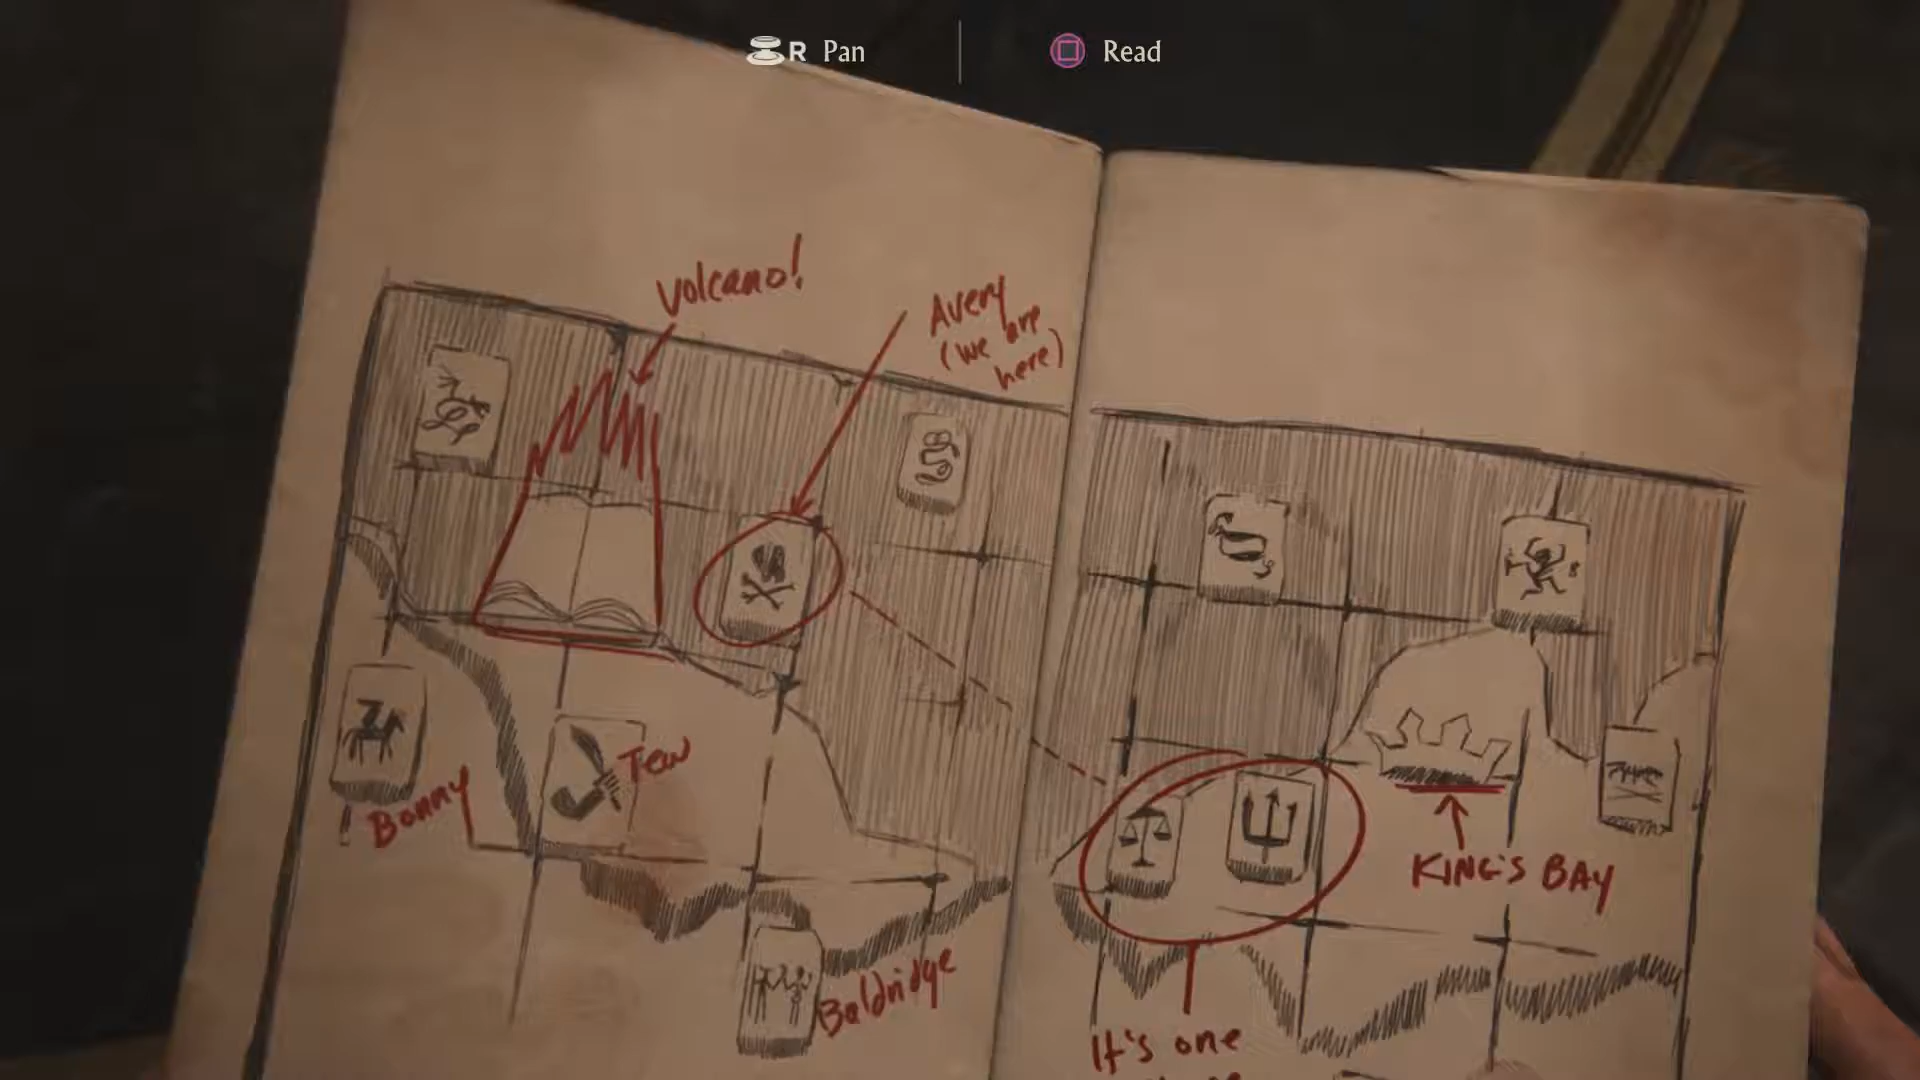 R Pan
Read
Volcano!
Avery
(we are
here)
! Bonny
Tew
Baldridge
KING'S BAY
It's one